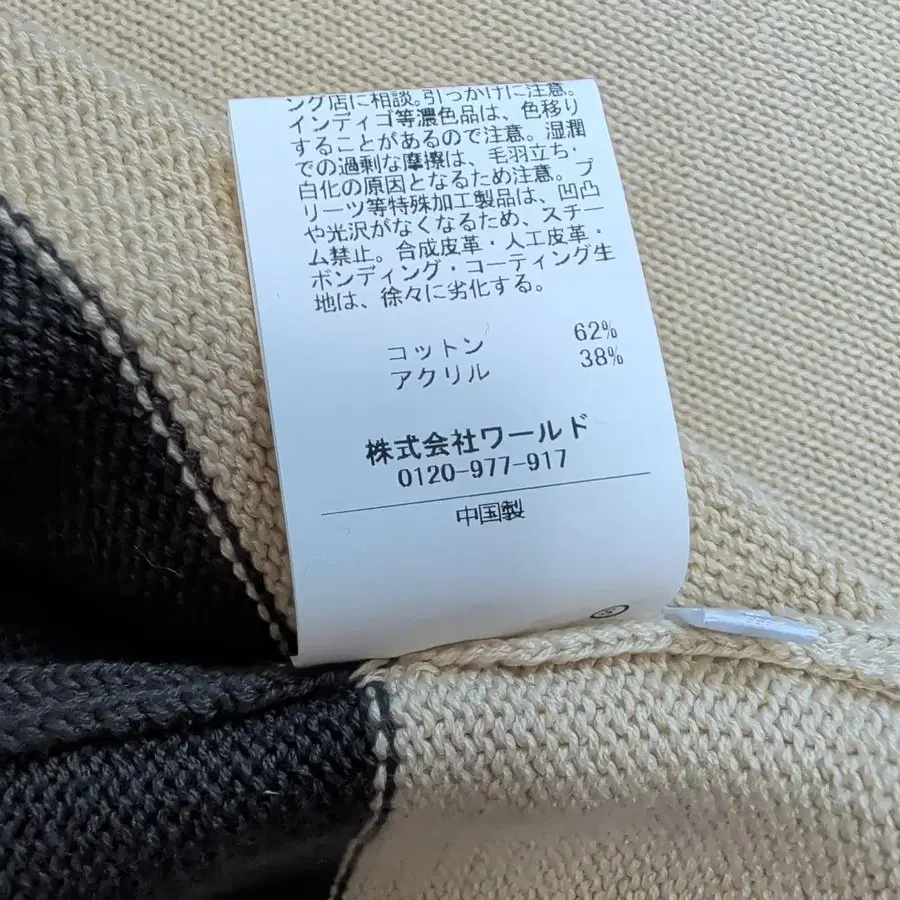 ング店に相談。引っかけに注意。
インディゴ等濃色品は、色移り
することがあるので注意。湿潤
での過剰な摩擦は、毛羽立ち・
白化の原因となるため注意。プ
リーツ等特殊加工製品は、凹凸
や光沢がなくなるため、スチー
ム禁止。合成皮革・人工皮革・
ボンディング・コーティング生
地は、徐々に劣化する。
コットン 62%
アクリル 38%
株式会社ワールド
0120-977-917
中国製